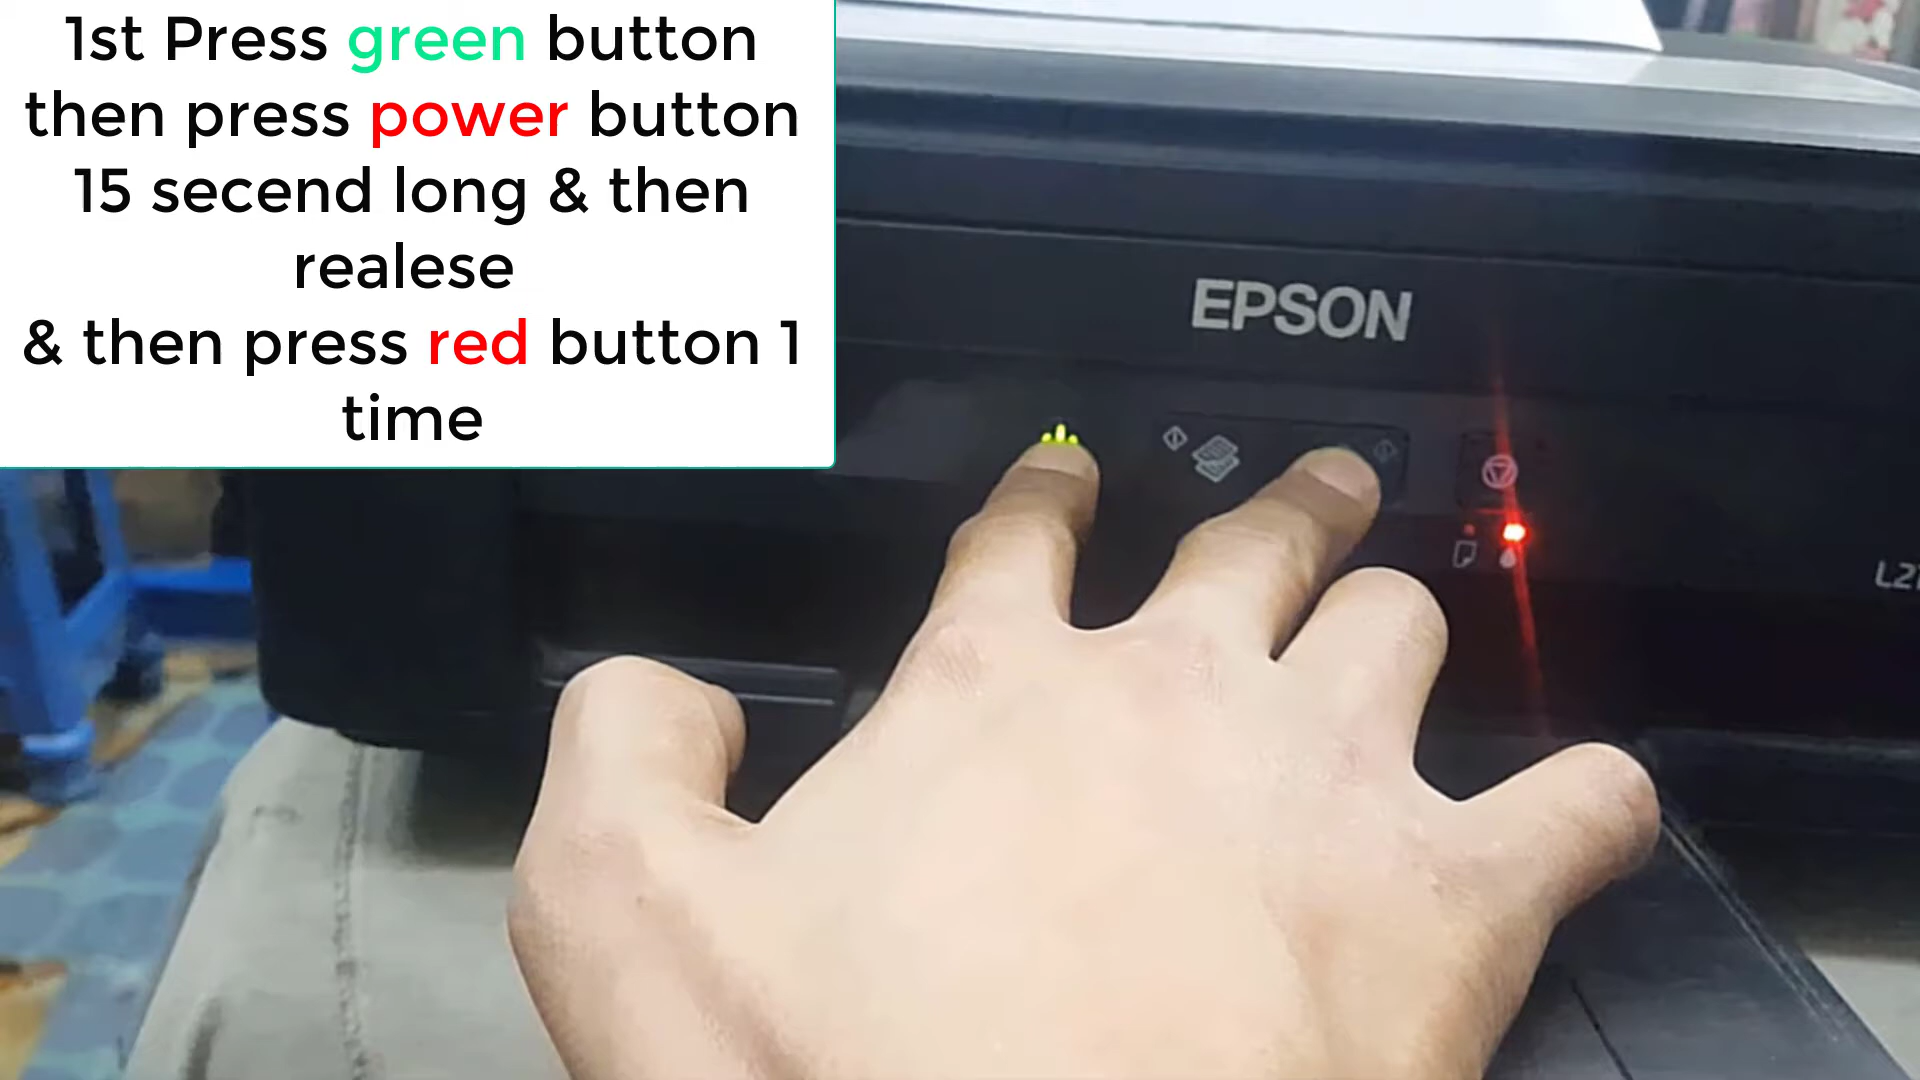 1st Press green button
then press power button
15 secend long & then
realese
& then press red button 1
time
EPSON